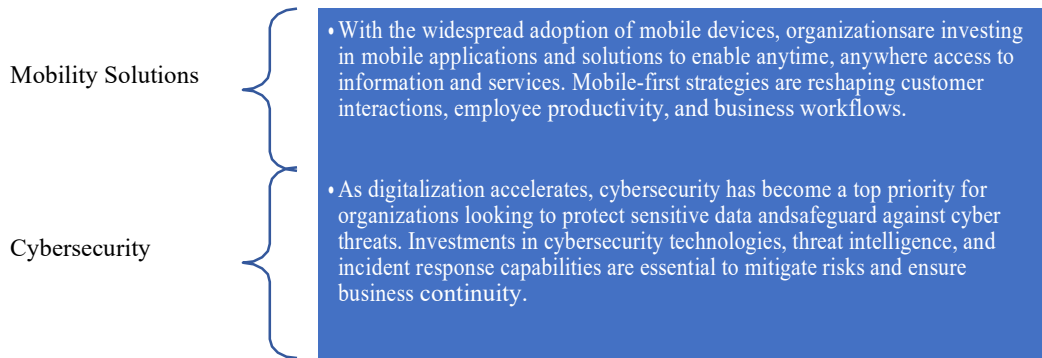 Mobility Solutions
• With the widespread adoption of mobile devices, organizationsare investing
in mobile applications and solutions to enable anytime, anywhere access to
information and services. Mobile-first strategies are reshaping customer
interactions, employee productivity, and business workflows.
Cybersecurity
• As digitalization accelerates, cybersecurity has become a top priority for
organizations looking to protect sensitive data andsafeguard against cyber
threats. Investments in cybersecurity technologies, threat intelligence, and
incident response capabilities are essential to mitigate risks and ensure
business continuity.